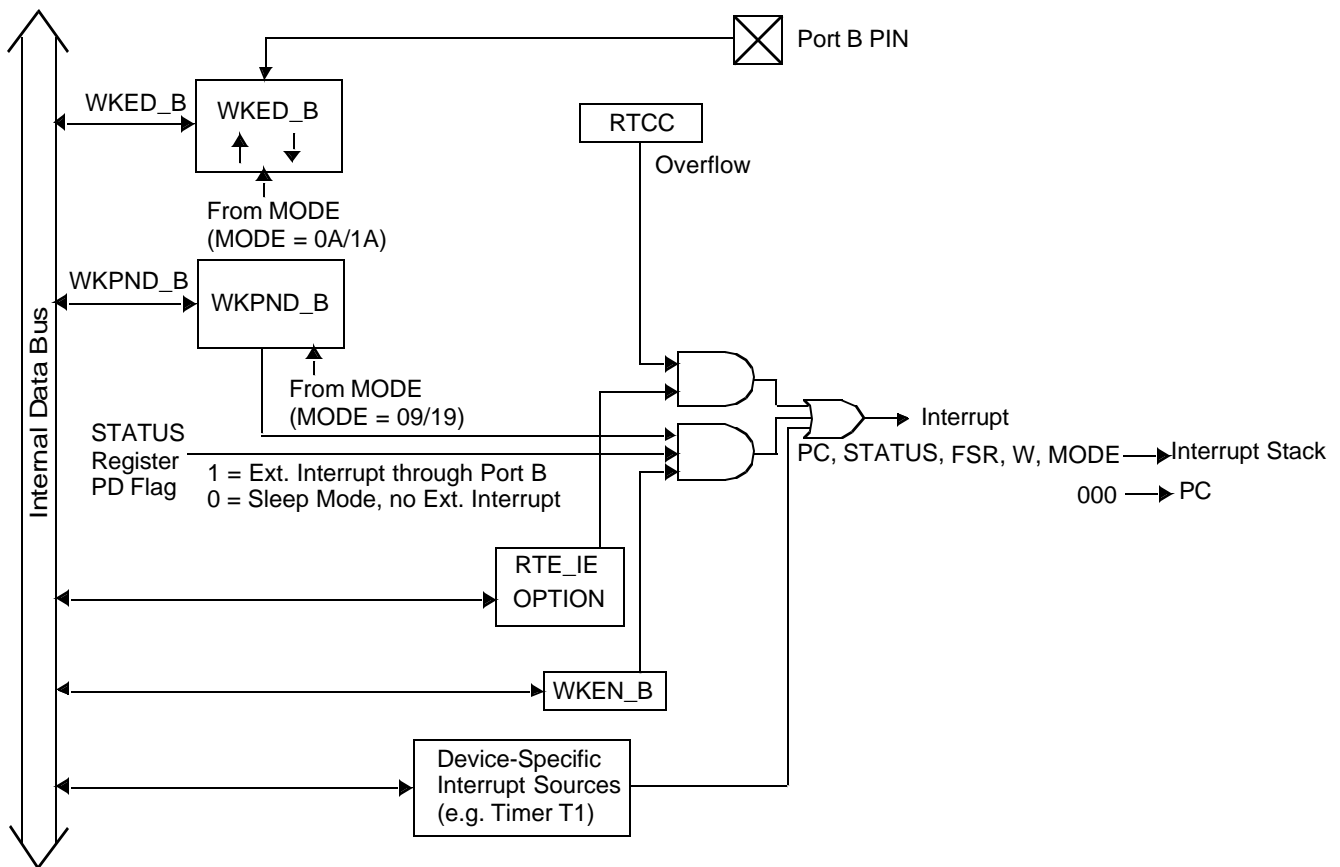 Port B PIN
WKED_B
WKED_B
RTCC
Overflow
From MODE
(MODE = 0A/1A)
WKPND_B
WKPND_B
Internal Data Bus
From MODE
(MODE = 09/19)
STATUS
Register
PD Flag
1 = Ext. Interrupt through Port B
0 = Sleep Mode, no Ext. Interrupt
Interrupt
PC, STATUS, FSR, W, MODE
Interrupt Stack
000
PC
RTE_IE
OPTION
WKEN_B
Device-Specific
Interrupt Sources
(e.g. Timer T1)